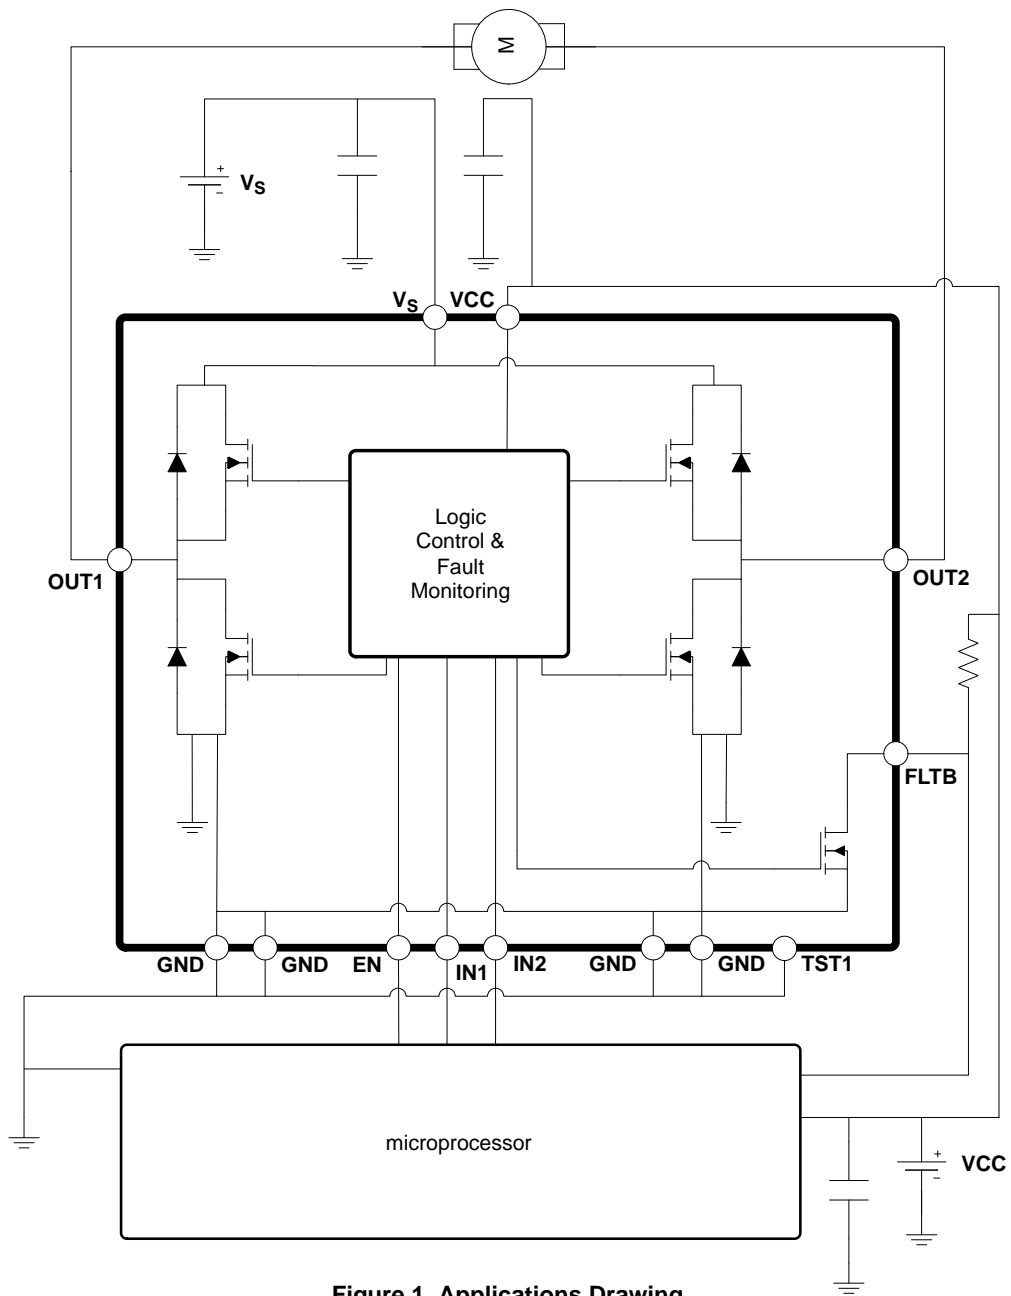 M
+
−
VS
VS
VCC
Logic
Control &
Fault
Monitoring
OUT1
OUT2
FLTB
GND
GND
EN
IN1
IN2
GND
GND
TST1
microprocessor
+
−
VCC
Figure 1. Applications Drawing